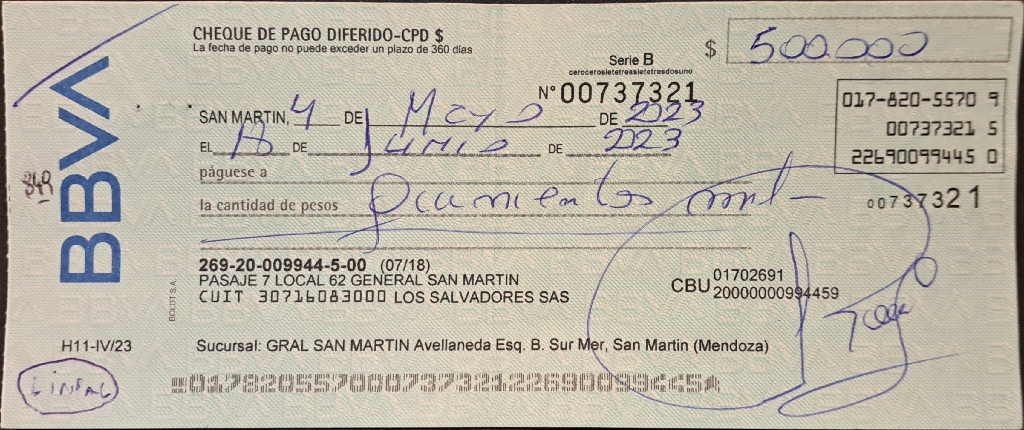 BBVA
CHEQUE DE PAGO DIFERIDO-CPD $
La fecha de pago no puede exceder un plazo de 360 días
$ 500.000
Serie B
cerocerosietetressietetresdosuno
N° 00737321
SAN MARTIN, 4 DE Mayo DE 2023
EL 18 DE Junio DE 2023
páguese a
la cantidad de pesos Quinientos mil
017-820-5570 9
00737321 5
22690099445 0
00737321
269-20-009944-5-00 (07/18)
PASAJE 7 LOCAL 62 GENERAL SAN MARTIN
CUIT 30716083000 LOS SALVADORES SAS
CBU 01702691
20000000994459
BOLDT S.A.
H11-IV/23
Sucursal: GRAL SAN MARTIN Avellaneda Esq. B. Sur Mer, San Martin (Mendoza)
01782055700073732122690099445